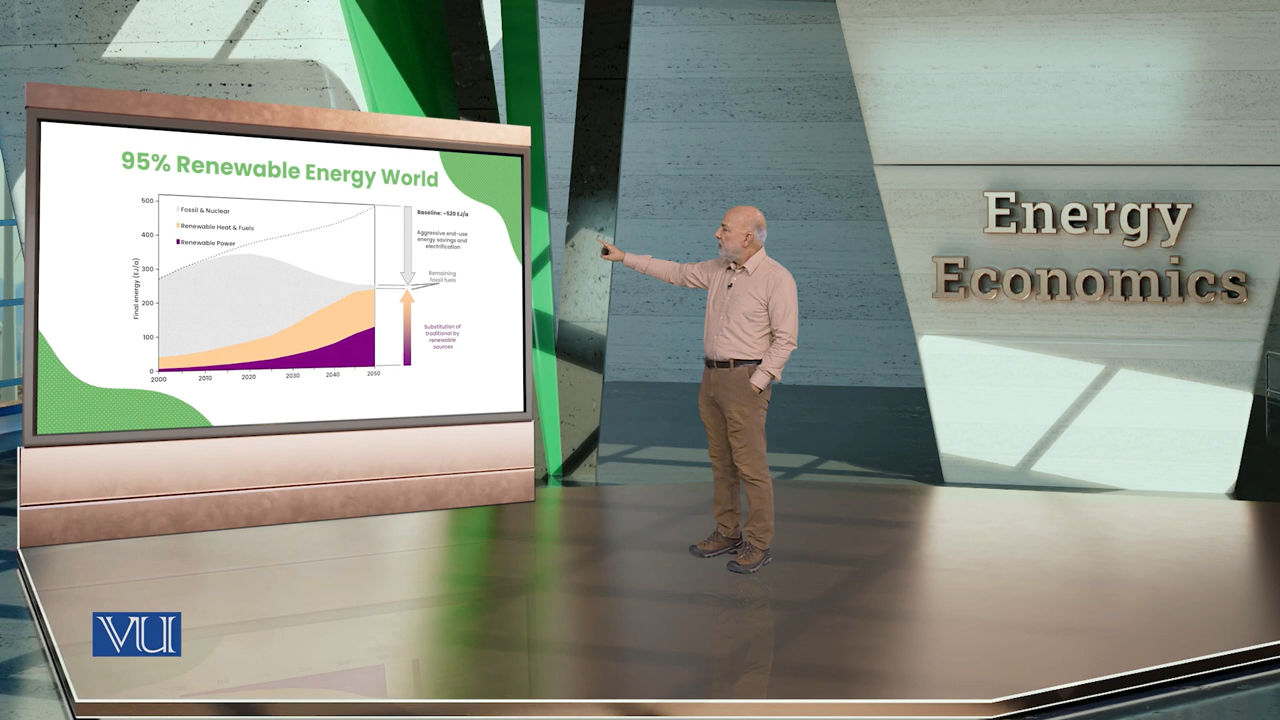 95% Renewable Energy World
500
400
300
200
100
0
Final energy (EJ/a)
Fossil & Nuclear
Renewable Heat & Fuels
Renewable Power
2000
2010
2020
2030
2040
2050
Baseline: ~520 EJ/a
Aggressive end-use
energy savings and
electrification
Remaining
fossil fuels
Substitution of
traditional by
renewable
sources
Energy
Economics
VU